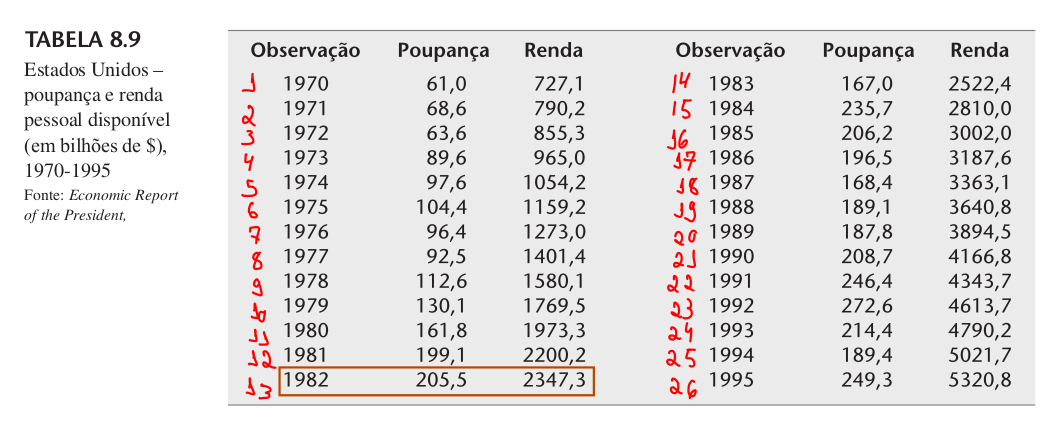 TABELA 8.9
Estados Unidos –
poupança e renda
pessoal disponível
(em bilhões de $),
1970-1995
Fonte: Economic Report
of the President,
Observação Poupança Renda Observação Poupança Renda
1 1970 61,0 727,1 14 1983 167,0 2522,4
2 1971 68,6 790,2 15 1984 235,7 2810,0
3 1972 63,6 855,3 16 1985 206,2 3002,0
4 1973 89,6 965,0 17 1986 196,5 3187,6
5 1974 97,6 1054,2 18 1987 168,4 3363,1
6 1975 104,4 1159,2 19 1988 189,1 3640,8
7 1976 96,4 1273,0 20 1989 187,8 3894,5
8 1977 92,5 1401,4 21 1990 208,7 4166,8
9 1978 112,6 1580,1 22 1991 246,4 4343,7
10 1979 130,1 1769,5 23 1992 272,6 4613,7
11 1980 161,8 1973,3 24 1993 214,4 4790,2
12 1981 199,1 2200,2 25 1994 189,4 5021,7
13 1982 205,5 2347,3 26 1995 249,3 5320,8